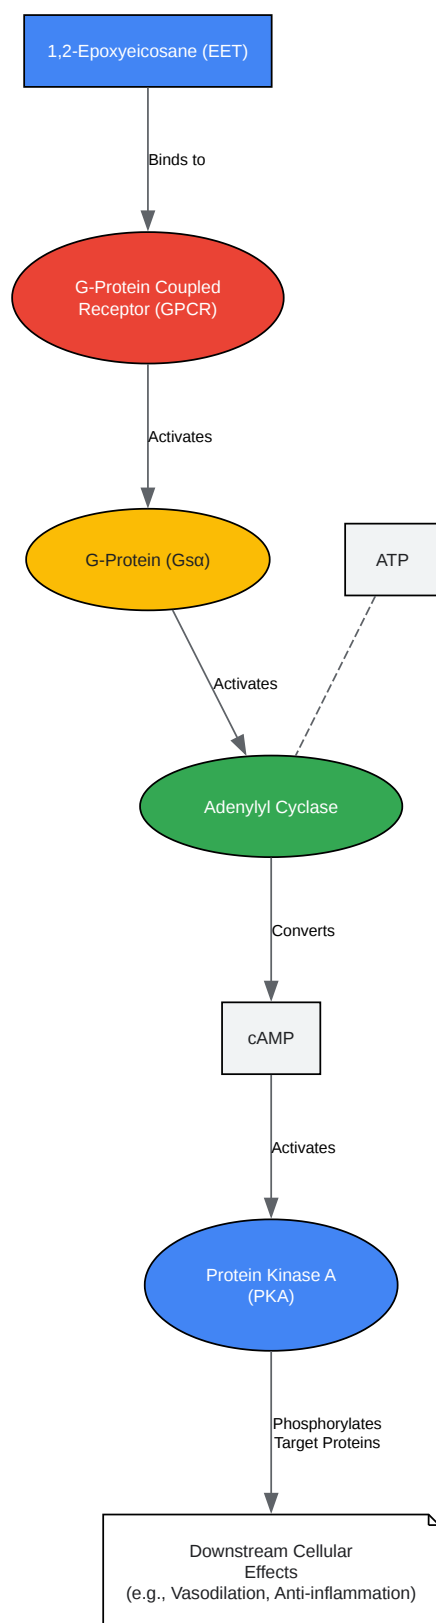 1,2-Epoxyeicosane (EET)
Binds to
G-Protein Coupled
Receptor (GPCR)
Activates
G-Protein (Gsα)
ATP
Activates
Adenylyl Cyclase
Converts
cAMP
Activates
Protein Kinase A
(PKA)
Phosphorylates
Target Proteins
Downstream Cellular
Effects
(e.g., Vasodilation, Anti-inflammation)